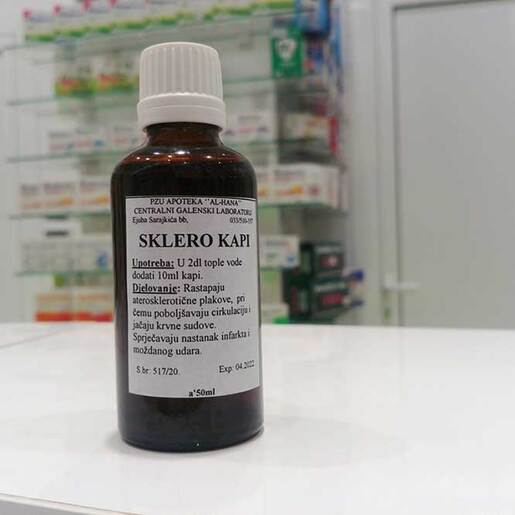 PZU APOTEKA "AL-HANA"
CENTRALNI GALENSKI LABORATORIJ
Ejuba Sarajkića bb,
SKLERO KAPI
Upotreba: U 2dl tople vode
dodati 10ml kapi.
Djelovanje: Rastapaju
aterosklerotične plakove, pri
čemu poboljšavaju cirkulaciju i
jačaju krvne sudove.
Sprječavaju nastanak infarkta i
moždanog udara.
S.br: 517/20. Exp: 04.2022
a'50ml